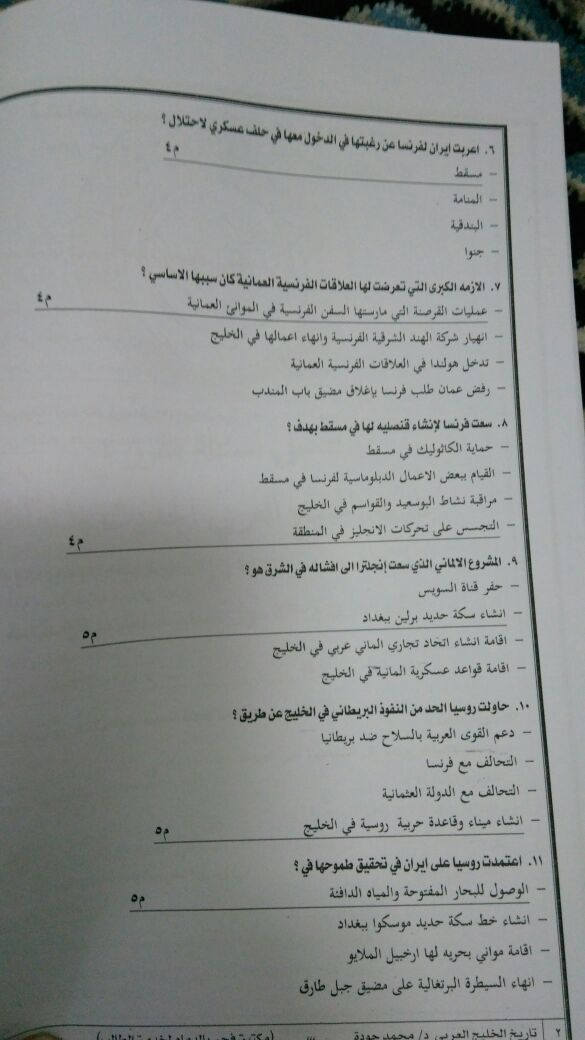 ٦. اعربت ايران لفرنسا عن رغبتها في الدخول معها في حلف عسكري لاحتلال ؟
– مسقط م٤
– المنامة
– البندقية
– جنوا
٧. الازمه الكبرى التي تعرضت لها العلاقات الفرنسية العمانية كان سببها الاساسي ؟
– عمليات القرصنة التي مارستها السفن الفرنسية في الموانئ العمانية م٤
– انهيار شركة الهند الشرقية الفرنسية وانهاء اعمالها في الخليج
– تدخل هولندا في العلاقات الفرنسية العمانية
– رفض عمان طلب فرنسا بإغلاق مضيق باب المندب
٨. سعت فرنسا لإنشاء قنصليه لها في مسقط بهدف ؟
– حماية الكاثوليك في مسقط
– القيام ببعض الاعمال الدبلوماسية لفرنسا في مسقط
– مراقبة نشاط البوسعيد والقواسم في الخليج
– التجسس على تحركات الانجليز في المنطقة م٤
٩. المشروع الالماني الذي سعت إنجلترا الى افشاله في الشرق هو ؟
– حفر قناة السويس
– انشاء سكة حديد برلين بغداد م٥
– اقامة انشاء اتخاد تجاري الماني عربي في الخليج
– اقامة قواعد عسكرية المانية في الخليج
١٠. حاولت روسيا الحد من النفوذ البريطاني في الخليج عن طريق ؟
– دعم القوى العربية بالسلاح ضد بريطانيا
– التحالف مع فرنسا
– التحالف مع الدولة العثمانية
– انشاء ميناء وقاعدة حربية روسية في الخليج م٥
١١. اعتمدت روسيا على ايران في تحقيق طموحها في ؟
– الوصول للبحار المفتوحة والمياه الدافئة م٥
– انشاء خط سكة حديد موسكوا ببغداد
– اقامة مواني بحريه لها ارخبيل الملايو
– انهاء السيطرة البرتغالية على مضيق جبل طارق
٢ تاريخ الخليج العربي د/ محمد جودة